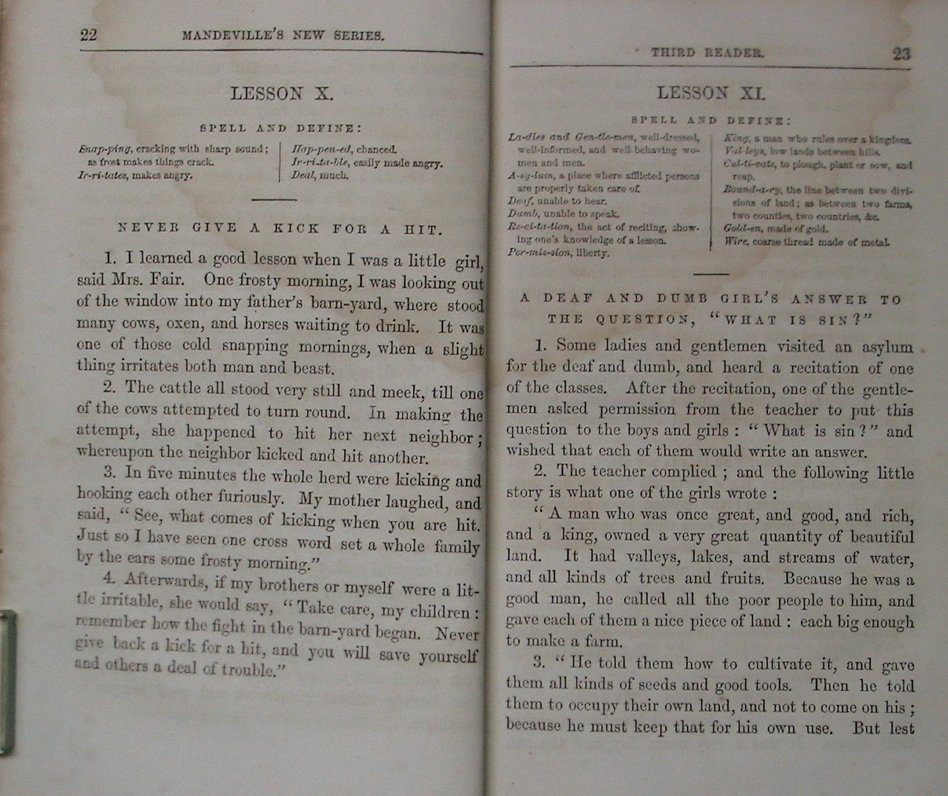 22 MANDEVILLE'S NEW SERIES.
LESSON X.
SPELL AND DEFINE:
Snap-ping, cracking with sharp sound;
as frost makes things crack.
Ir-ri-tates, makes angry.
Hap-pen-ed, chanced.
Ir-ri-ta-ble, easily made angry.
Deal, much.
NEVER GIVE A KICK FOR A HIT.
1. I learned a good lesson when I was a little girl,
said Mrs. Fair. One frosty morning, I was looking out
of the window into my father's barn-yard, where stood
many cows, oxen, and horses waiting to drink. It was
one of those cold snapping mornings, when a slight
thing irritates both man and beast.
2. The cattle all stood very still and meek, till one
of the cows attempted to turn round. In making the
attempt, she happened to hit her next neighbor;
whereupon the neighbor kicked and hit another.
3. In five minutes the whole herd were kicking and
hooking each other furiously. My mother laughed, and
said, "See, what comes of kicking when you are hit.
Just so I have seen one cross word set a whole family
by the ears some frosty morning."
4. Afterwards, if my brothers or myself were a lit-
tle irritable, she would say, "Take care, my children:
remember how the fight in the barn-yard began. Never
give back a kick for a hit, and you will save yourself
and others a deal of trouble."
THIRD READER. 23
LESSON XI.
SPELL AND DEFINE:
La-dies and Gen-tle-men, well-dressed,
well-informed, and well-behaving wo-
men and men.
A-sy-lum, a place where afflicted persons
are properly taken care of.
Deaf, unable to hear.
Dumb, unable to speak.
Re-ci-ta-tion, the act of reciting, show-
ing one's knowledge of a lesson.
Per-mis-sion, liberty.
King, a man who rules over a kingdom.
Val-leys, low lands between hills.
Cul-ti-vate, to plough, plant or sow, and
reap.
Bound-a-ry, the line between two divi-
sions of land; as between two farms,
two counties, two countries, &c.
Gold-en, made of gold.
Wire, coarse thread made of metal.
A DEAF AND DUMB GIRL'S ANSWER TO
THE QUESTION, "WHAT IS SIN?"
1. Some ladies and gentlemen visited an asylum
for the deaf and dumb, and heard a recitation of one
of the classes. After the recitation, one of the gentle-
men asked permission from the teacher to put this
question to the boys and girls: "What is sin?" and
wished that each of them would write an answer.
2. The teacher complied; and the following little
story is what one of the girls wrote:
"A man who was once great, and good, and rich,
and a king, owned a very great quantity of beautiful
land. It had valleys, lakes, and streams of water,
and all kinds of trees and fruits. Because he was a
good man, he called all the poor people to him, and
gave each of them a nice piece of land: each big enough
to make a farm.
3. "He told them how to cultivate it, and gave
them all kinds of seeds and good tools. Then he told
them to occupy their own land, and not to come on his;
because he must keep that for his own use. But lest